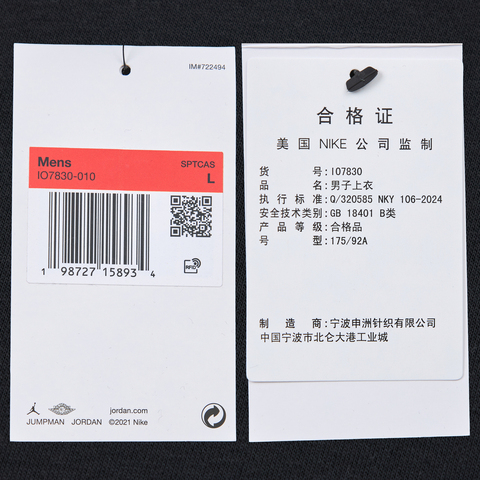 IM#722494
Mens
SPTCAS
IO7830-010
L
1 98727 15893 4
RFID
JUMPMAN JORDAN
jordan.com
©2021 Nike
合格证
美国 NIKE 公司监制
货号:IO7830
品名:男子上衣
执行标准:Q/320585 NKY 106-2024
安全技术类别:GB 18401 B类
产品等级:合格品
号型:175/92A
制造商:宁波申洲针织有限公司
中国宁波市北仑大港工业城